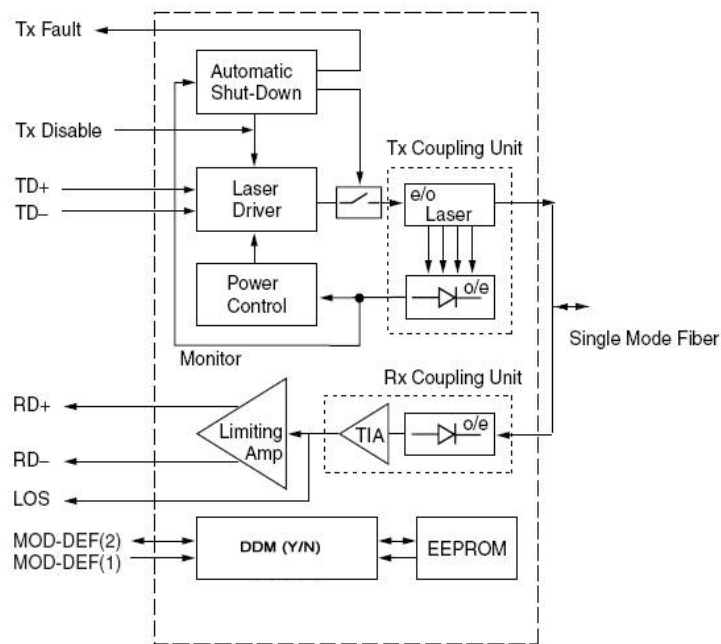 Tx Fault
Automatic
Shut-Down
Tx Disable
Tx Coupling Unit
TD+
TD–
Laser
Driver
e/o
Laser
Power
Control
o/e
Single Mode Fiber
Monitor
Rx Coupling Unit
RD+
RD–
Limiting
Amp
TIA
o/e
LOS
MOD-DEF(2)
MOD-DEF(1)
DDM (Y/N)
EEPROM